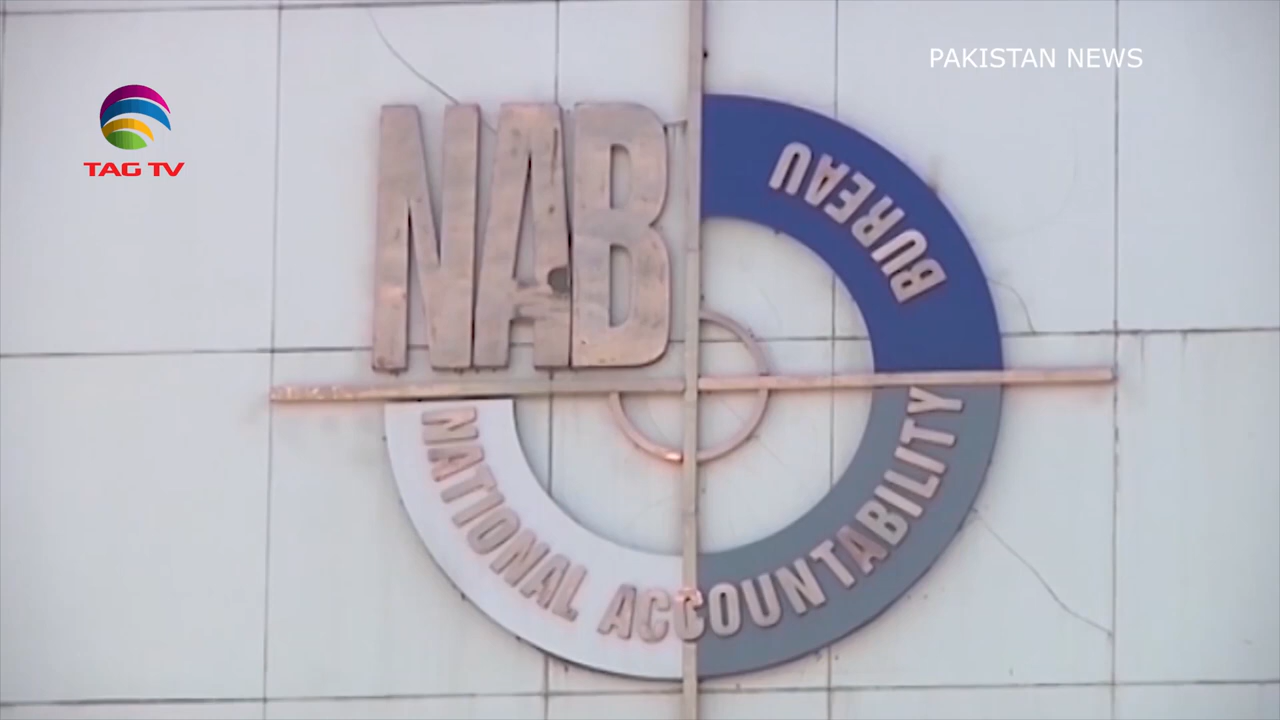 PAKISTAN NEWS
TAG TV
NAB
NATIONAL ACCOUNTABILITY
BUREAU